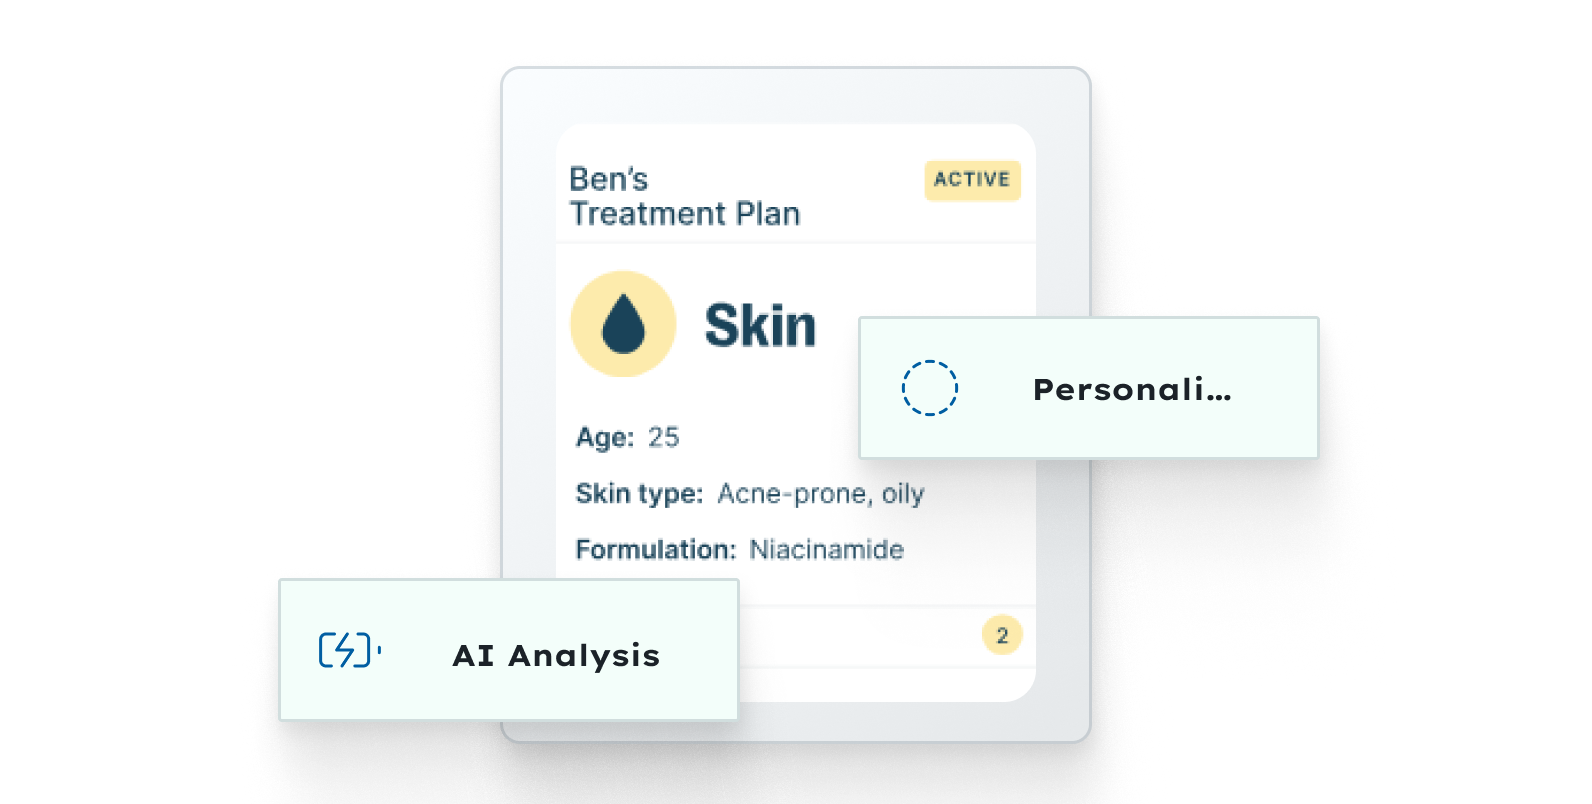 Ben's
Treatment Plan
ACTIVE
Skin
Personali...
Age: 25
Skin type: Acne-prone, oily
Formulation: Niacinamide
2
AI Analysis